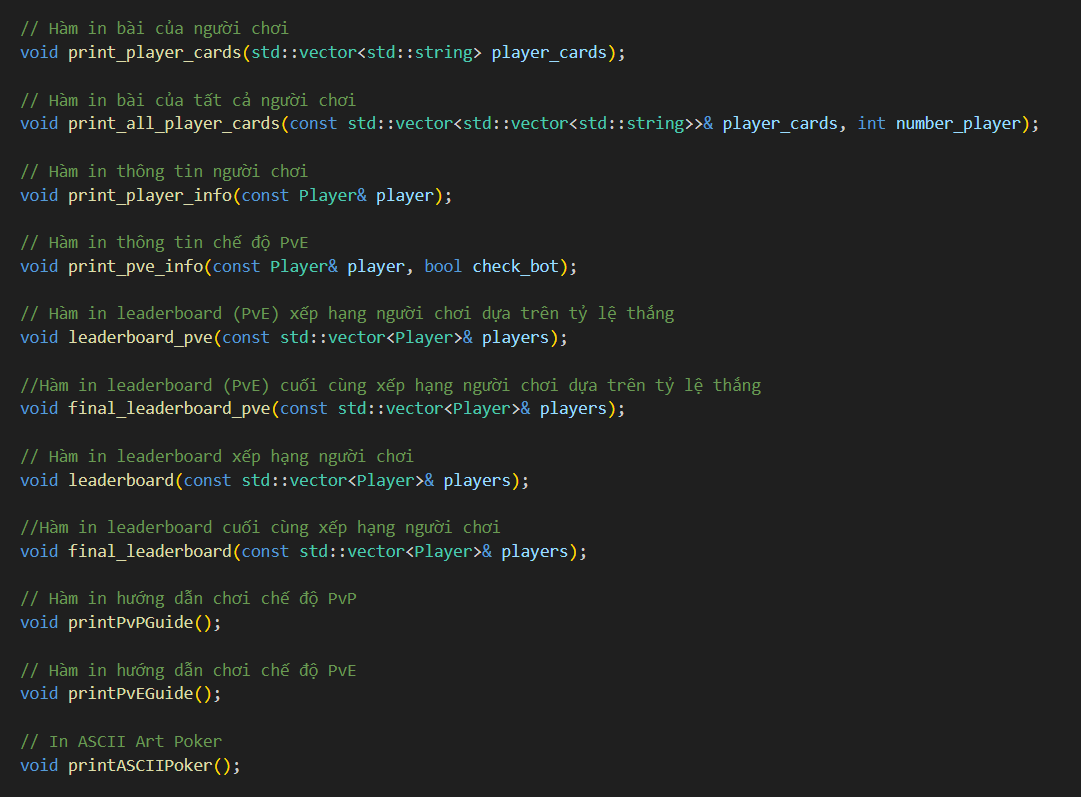 // Hàm in bài của người chơi
void print_player_cards(std::vector<std::string> player_cards);
// Hàm in bài của tất cả người chơi
void print_all_player_cards(const std::vector<std::vector<std::string>>& player_cards, int number_player);
// Hàm in thông tin người chơi
void print_player_info(const Player& player);
// Hàm in thông tin chế độ PvE
void print_pve_info(const Player& player, bool check_bot);
// Hàm in leaderboard (PvE) xếp hạng người chơi dựa trên tỷ lệ thắng
void leaderboard_pve(const std::vector<Player>& players);
//Hàm in leaderboard (PvE) cuối cùng xếp hạng người chơi dựa trên tỷ lệ thắng
void final_leaderboard_pve(const std::vector<Player>& players);
// Hàm in leaderboard xếp hạng người chơi
void leaderboard(const std::vector<Player>& players);
//Hàm in leaderboard cuối cùng xếp hạng người chơi
void final_leaderboard(const std::vector<Player>& players);
// Hàm in hướng dẫn chơi chế độ PvP
void printPvPGuide();
// Hàm in hướng dẫn chơi chế độ PvE
void printPvEGuide();
// In ASCII Art Poker
void printASCIIPoker();